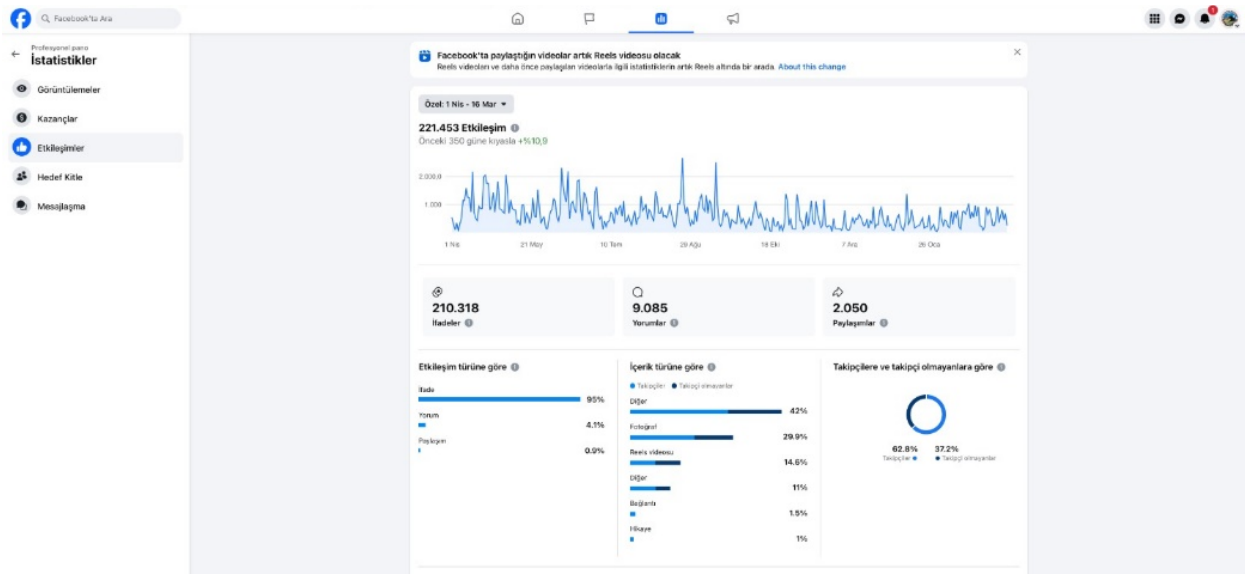 Facebook'ta Ara
Profesyonel pano
İstatistikler
Görüntülemeler
Kazançlar
Etkileşimler
Hedef Kitle
Mesajlaşma
1
Facebook'ta paylaştığın videolar artık Reels videosu olacak
Reels videoları ve daha önce paylaşılan videolarla ilgili istatistiklerin artık Reels altında bir arada. About this change
Özel: 1 Nis - 16 Mar
221.453 Etkileşim
Önceki 350 güne kıyasla +%10,9
2.000,0
1.000
1 Nis 21 May 10 Tem 29 Ağu 18 Eki 7 Ara 26 Oca
210.318
İfadeler
9.085
Yorumlar
2.050
Paylaşımlar
Etkileşim türüne göre
İfade
95%
Yorum
4.1%
Paylaşım
0.9%
İçerik türüne göre
Takipçiler Takipçi olmayanlar
Diğer
42%
Fotoğraf
29.9%
Reels videosu
14.6%
Diğer
11%
Bağlantı
1.5%
Hikaye
1%
Takipçilere ve takipçi olmayanlara göre
62.8% 37.2%
Takipçiler Takipçi olmayanlar